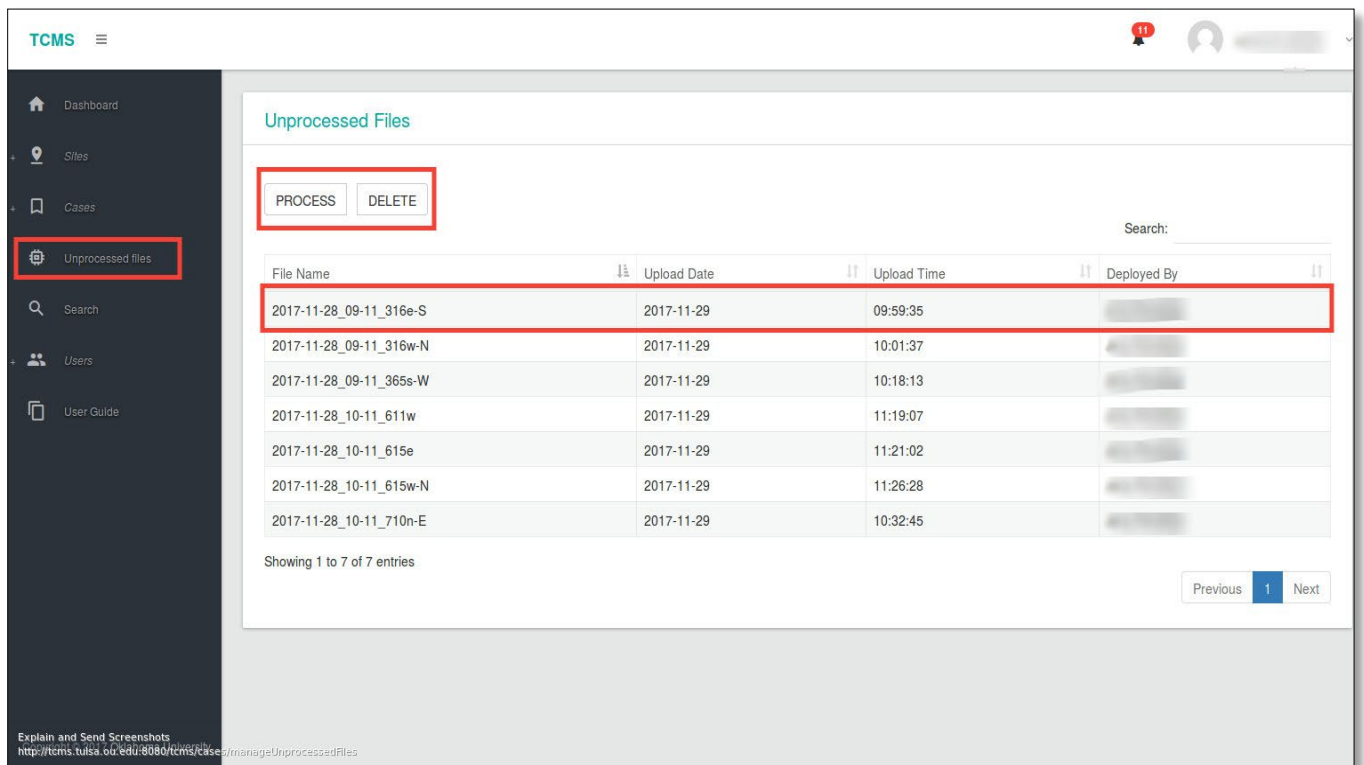 TCMS
11
Dashboard
Sites
Cases
Unprocessed files
Search
Users
User Guide
Unprocessed Files
PROCESS DELETE
Search:
File Name Upload Date Upload Time Deployed By
2017-11-28_09-11_316e-S 2017-11-29 09:59:35
2017-11-28_09-11_316w-N 2017-11-29 10:01:37
2017-11-28_09-11_365s-W 2017-11-29 10:18:13
2017-11-28_10-11_611w 2017-11-29 11:19:07
2017-11-28_10-11_615e 2017-11-29 11:21:02
2017-11-28_10-11_615w-N 2017-11-29 11:26:28
2017-11-28_10-11_710n-E 2017-11-29 10:32:45
Showing 1 to 7 of 7 entries
Previous 1 Next
Explain and Send Screenshots
Copyright © 2017 Oklahoma University
http://tcms.tulsa.ou.edu:8080/tcms/cases/manageUnprocessedFiles